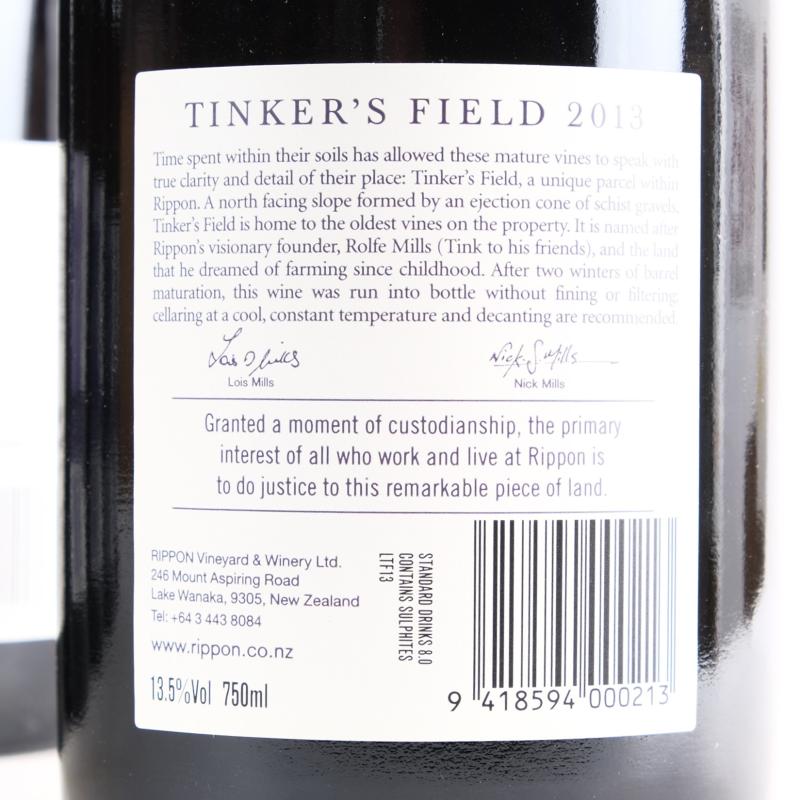 TINKER'S FIELD 2013
Time spent within their soils has allowed these mature vines to speak with
true clarity and detail of their place: Tinker's Field, a unique parcel within
Rippon. A north facing slope formed by an ejection cone of schist gravels,
Tinker's Field is home to the oldest vines on the property. It is named after
Rippon's visionary founder, Rolfe Mills (Tink to his friends), and the land
that he dreamed of farming since childhood. After two winters of barrel
maturation, this wine was run into bottle without fining or filtering;
cellaring at a cool, constant temperature and decanting are recommended.
Lois D Mills
Nick. S. Mills
Lois Mills
Nick Mills
Granted a moment of custodianship, the primary
interest of all who work and live at Rippon is
to do justice to this remarkable piece of land.
RIPPON Vineyard & Winery Ltd.
246 Mount Aspiring Road
Lake Wanaka, 9305, New Zealand
Tel: +64 3 443 8084
www.rippon.co.nz
13.5%Vol 750ml
STANDARD DRINKS 8.0
CONTAINS SULPHITES
LTF13
9 418594 000213